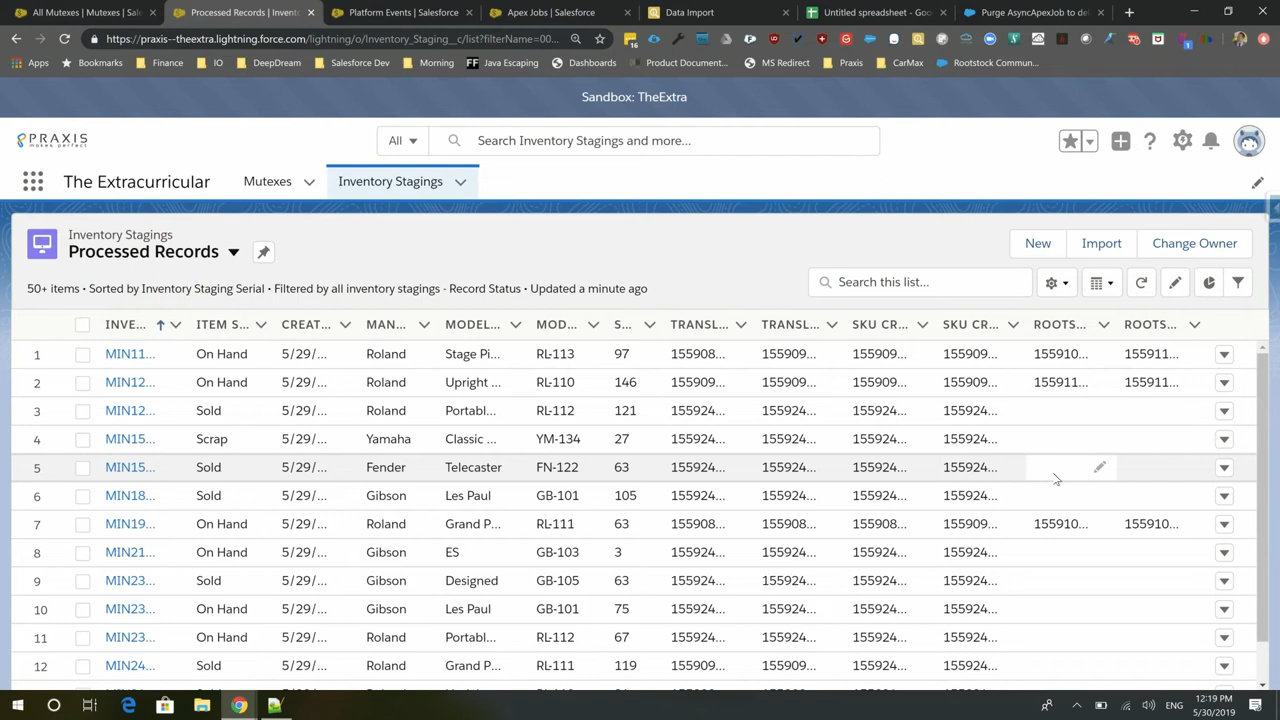 All Mutexes | Mutexes | Sal
Processed Records | Invento
Platform Events | Salesforce
Apex Jobs | Salesforce
Data Import
Untitled spreadsheet - Goo
Purge AsyncApexJob to de
https://praxis--theextra.lightning.force.com/lightning/o/Inventory_Staging__c/list?filterName=00...
16
1
Apps Bookmarks Finance IO DeepDream Salesforce Dev Morning FF Java Escaping Dashboards Product Document... MS Redirect Praxis CarMax Rootstock Commun...
Sandbox: TheExtra
PRAXIS
makes perfect
All
Search Inventory Stagings and more...
The Extracurricular Mutexes Inventory Stagings
Inventory Stagings
Processed Records
New Import Change Owner
50+ items • Sorted by Inventory Staging Serial • Filtered by all inventory stagings - Record Status • Updated a minute ago
Search this list...
INVE... ITEM S... CREAT... MAN... MODEL... MOD... S... TRANSL... TRANSL... SKU CR... SKU CR... ROOTS... ROOTS...
1 MIN11... On Hand 5/29/... Roland Stage Pi... RL-113 97 155908... 155909... 155909... 155909... 155910... 155911...
2 MIN12... On Hand 5/29/... Roland Upright ... RL-110 146 155909... 155909... 155909... 155909... 155911... 155911...
3 MIN12... Sold 5/29/... Roland Portabl... RL-112 121 155924... 155924... 155924... 155924...
4 MIN15... Scrap 5/29/... Yamaha Classic ... YM-134 27 155924... 155924... 155924... 155924...
5 MIN15... Sold 5/29/... Fender Telecaster FN-122 63 155924... 155924... 155924... 155924...
6 MIN18... Sold 5/29/... Gibson Les Paul GB-101 105 155924... 155924... 155924... 155924...
7 MIN19... On Hand 5/29/... Roland Grand P... RL-111 63 155908... 155908... 155908... 155909... 155910... 155910...
8 MIN21... On Hand 5/29/... Gibson ES GB-103 3 155924... 155924... 155924... 155924...
9 MIN23... Sold 5/29/... Gibson Designed GB-105 63 155924... 155924... 155924... 155924...
10 MIN23... On Hand 5/29/... Gibson Les Paul GB-101 75 155924... 155924... 155924... 155924...
11 MIN23... On Hand 5/29/... Roland Portabl... RL-112 67 155924... 155924... 155924... 155924...
12 MIN24... Sold 5/29/... Roland Grand P... RL-111 119 155909... 155909... 155924... 155924...
ENG
12:19 PM
5/30/2019